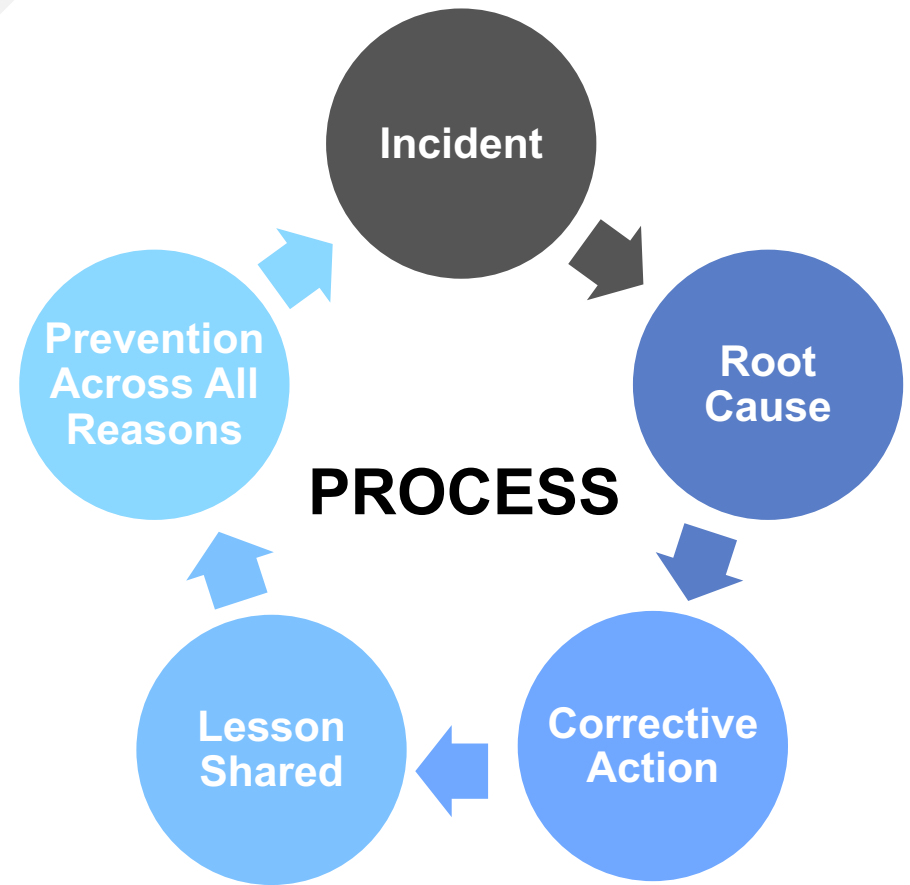 Incident
Root
Cause
Corrective
Action
Lesson
Shared
Prevention
Across All
Reasons
PROCESS